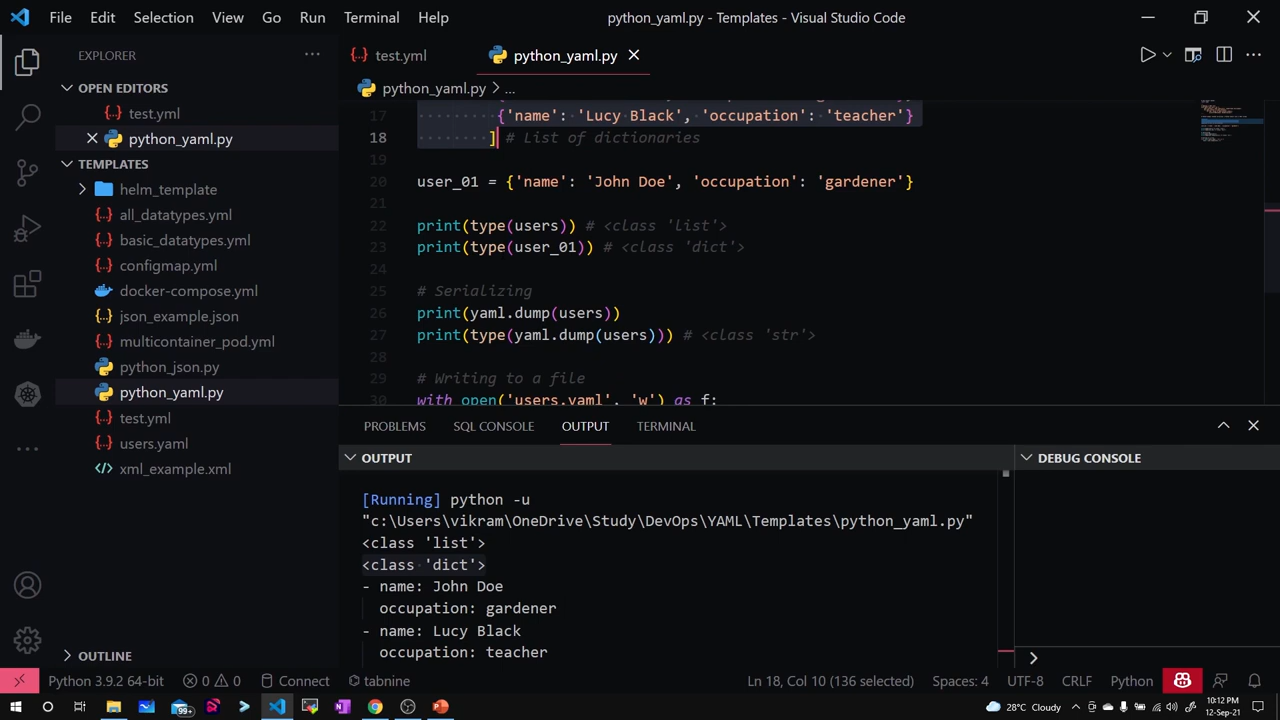 File Edit Selection View Go Run Terminal Help
python_yaml.py - Templates - Visual Studio Code
EXPLORER
OPEN EDITORS
test.yml
python_yaml.py
TEMPLATES
helm_template
all_datatypes.yml
basic_datatypes.yml
configmap.yml
docker-compose.yml
json_example.json
multicontainer_pod.yml
python_json.py
python_yaml.py
test.yml
users.yaml
xml_example.xml
OUTLINE
test.yml
python_yaml.py
python_yaml.py > ...
17 {'name': 'Lucy Black', 'occupation': 'teacher'}
18 ] # List of dictionaries
19
20 user_01 = {'name': 'John Doe', 'occupation': 'gardener'}
21
22 print(type(users)) # <class 'list'>
23 print(type(user_01)) # <class 'dict'>
24
25 # Serializing
26 print(yaml.dump(users))
27 print(type(yaml.dump(users))) # <class 'str'>
28
29 # Writing to a file
30 with open('users.yaml', 'w') as f:
PROBLEMS SQL CONSOLE OUTPUT TERMINAL
OUTPUT
[Running] python -u
"c:\Users\vikram\OneDrive\Study\DevOps\YAML\Templates\python_yaml.py"
<class 'list'>
<class 'dict'>
- name: John Doe
occupation: gardener
- name: Lucy Black
occupation: teacher
DEBUG CONSOLE
Python 3.9.2 64-bit 0 0 Connect tabnine
Ln 18, Col 10 (136 selected) Spaces: 4 UTF-8 CRLF Python
99+
28°C Cloudy
10:12 PM
12-Sep-21